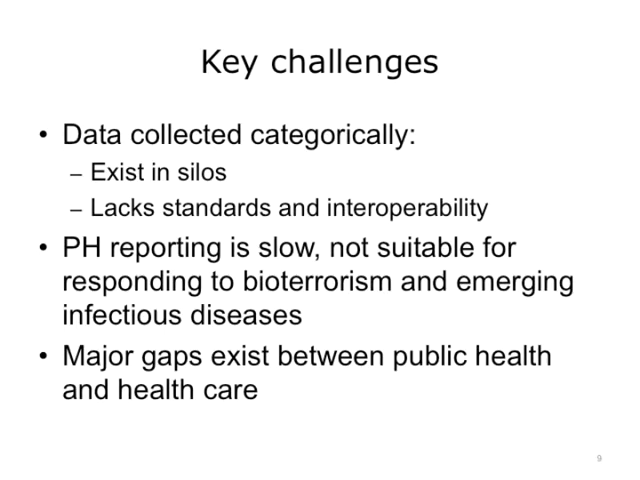 Key challenges
• Data collected categorically:
– Exist in silos
– Lacks standards and interoperability
• PH reporting is slow, not suitable for
responding to bioterrorism and emerging
infectious diseases
• Major gaps exist between public health
and health care
9